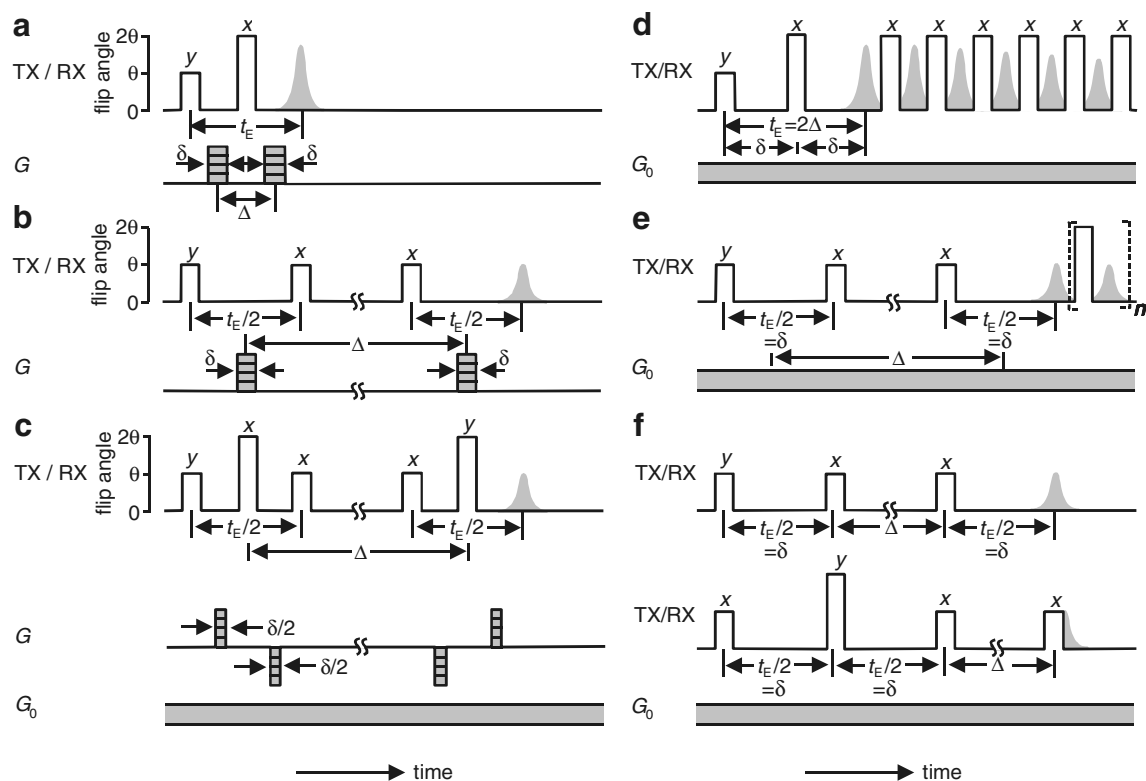 a
flip angle
2θ
θ
0
TX / RX
y
x
t_E
G
δ
δ
Δ
b
flip angle
2θ
θ
0
TX / RX
y
x
x
t_E/2
t_E/2
G
δ
Δ
δ
c
flip angle
2θ
θ
0
TX / RX
y
x
x
x
y
t_E/2
t_E/2
Δ
G
δ/2
δ/2
G_0
time
d
TX/RX
y
x
x
x
x
x
x
x
t_E=2Δ
δ
δ
G_0
e
TX/RX
y
x
x
x
n
t_E/2
=δ
t_E/2
=δ
Δ
G_0
f
TX/RX
y
x
x
t_E/2
=δ
Δ
t_E/2
=δ
TX/RX
x
y
x
x
t_E/2
=δ
t_E/2
=δ
Δ
G_0
time